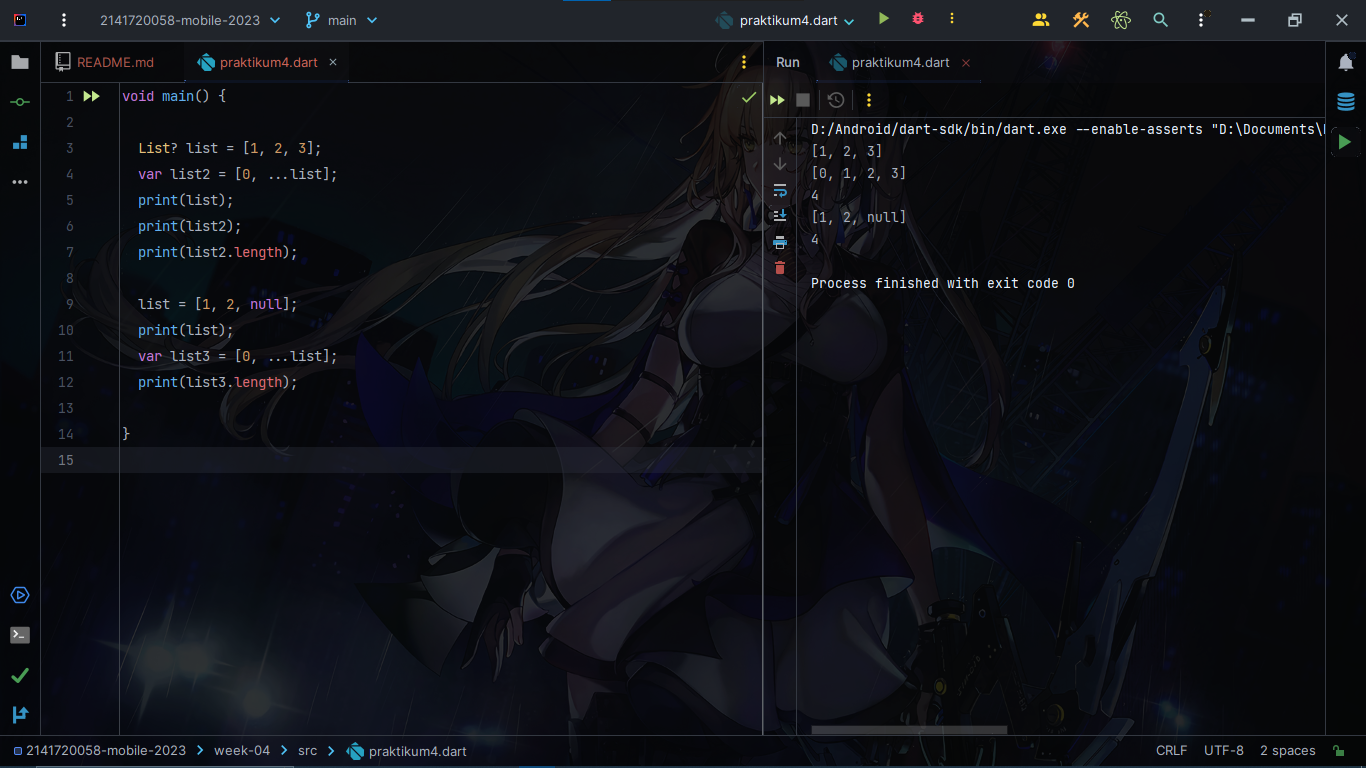 2141720058-mobile-2023 main praktikum4.dart
README.md praktikum4.dart Run praktikum4.dart
1 void main() {
2
3 List? list = [1, 2, 3];
4 var list2 = [0, ...list];
5 print(list);
6 print(list2);
7 print(list2.length);
8
9 list = [1, 2, null];
10 print(list);
11 var list3 = [0, ...list];
12 print(list3.length);
13
14 }
15
D:/Android/dart-sdk/bin/dart.exe --enable-asserts "D:\Documents\
[1, 2, 3]
[0, 1, 2, 3]
4
[1, 2, null]
4
Process finished with exit code 0
2141720058-mobile-2023 week-04 src praktikum4.dart CRLF UTF-8 2 spaces